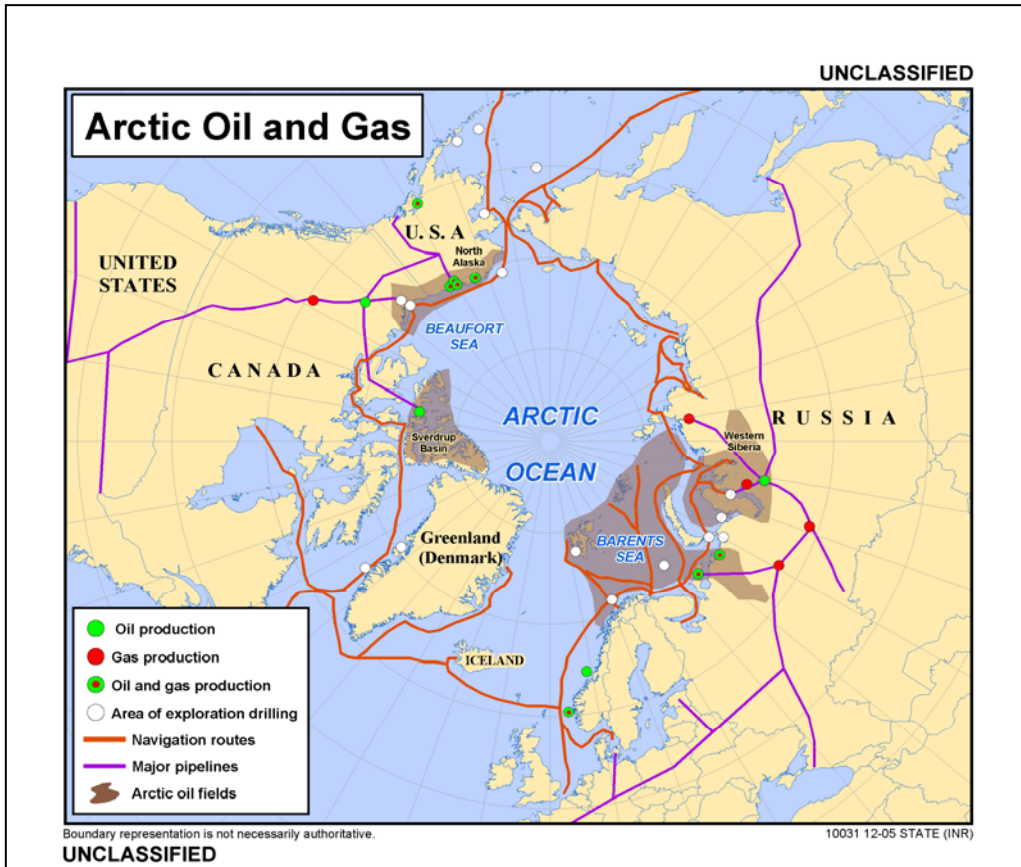 UNCLASSIFIED
Arctic Oil and Gas
U.S.A
North
Alaska
UNITED
STATES
BEAUFORT
SEA
CANADA
ARCTIC
OCEAN
RUSSIA
Western
Siberia
Sverdrup
Basin
BARENTS
SEA
Greenland
(Denmark)
ICELAND
Oil production
Gas production
Oil and gas production
Area of exploration drilling
Navigation routes
Major pipelines
Arctic oil fields
Boundary representation is not necessarily authoritative.
10031 12-05 STATE (INR)
UNCLASSIFIED